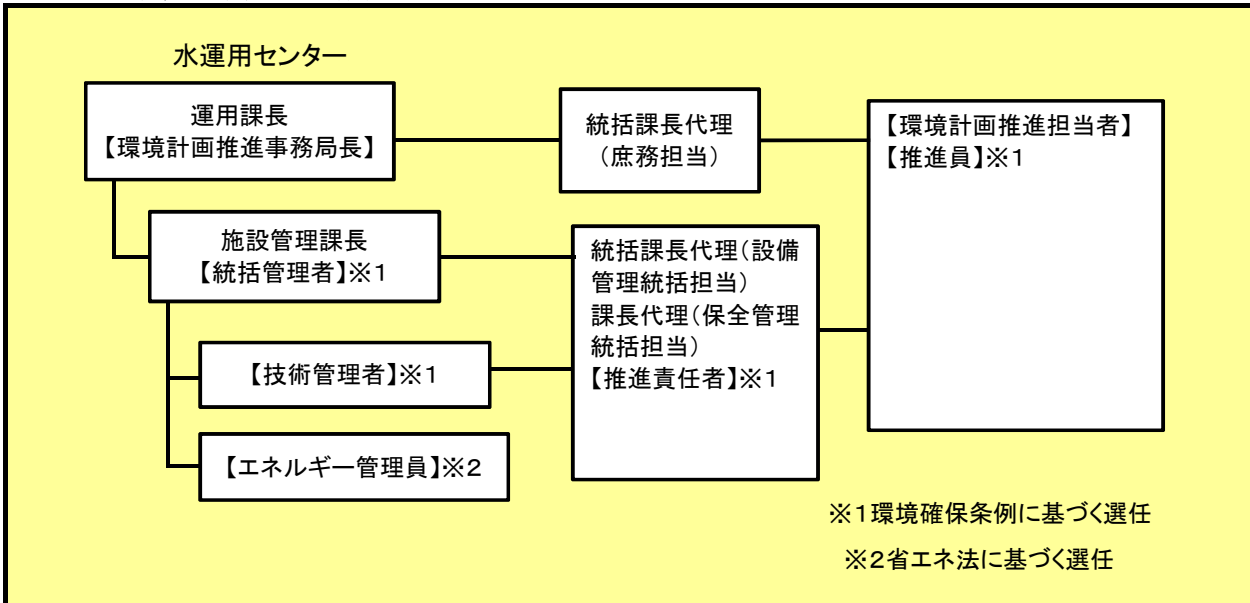 水運用センター
運用課長
【環境計画推進事務局長】
統括課長代理
（庶務担当）
【環境計画推進担当者】
【推進員】※1
施設管理課長
【統括管理者】※1
統括課長代理（設備
管理統括担当）
課長代理（保全管理
統括担当）
【推進責任者】※1
【技術管理者】※1
【エネルギー管理員】※2
※1環境確保条例に基づく選任
※2省エネ法に基づく選任